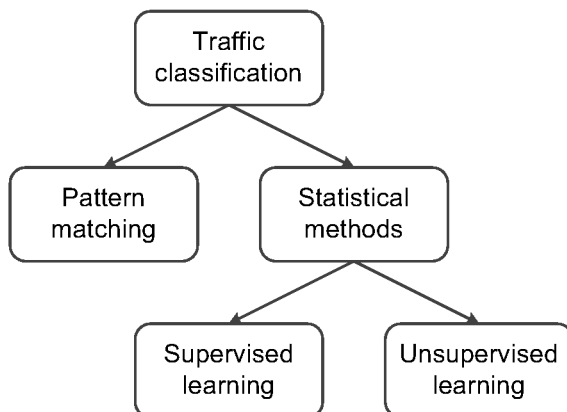 Traffic
classification
Pattern
matching
Statistical
methods
Supervised
learning
Unsupervised
learning